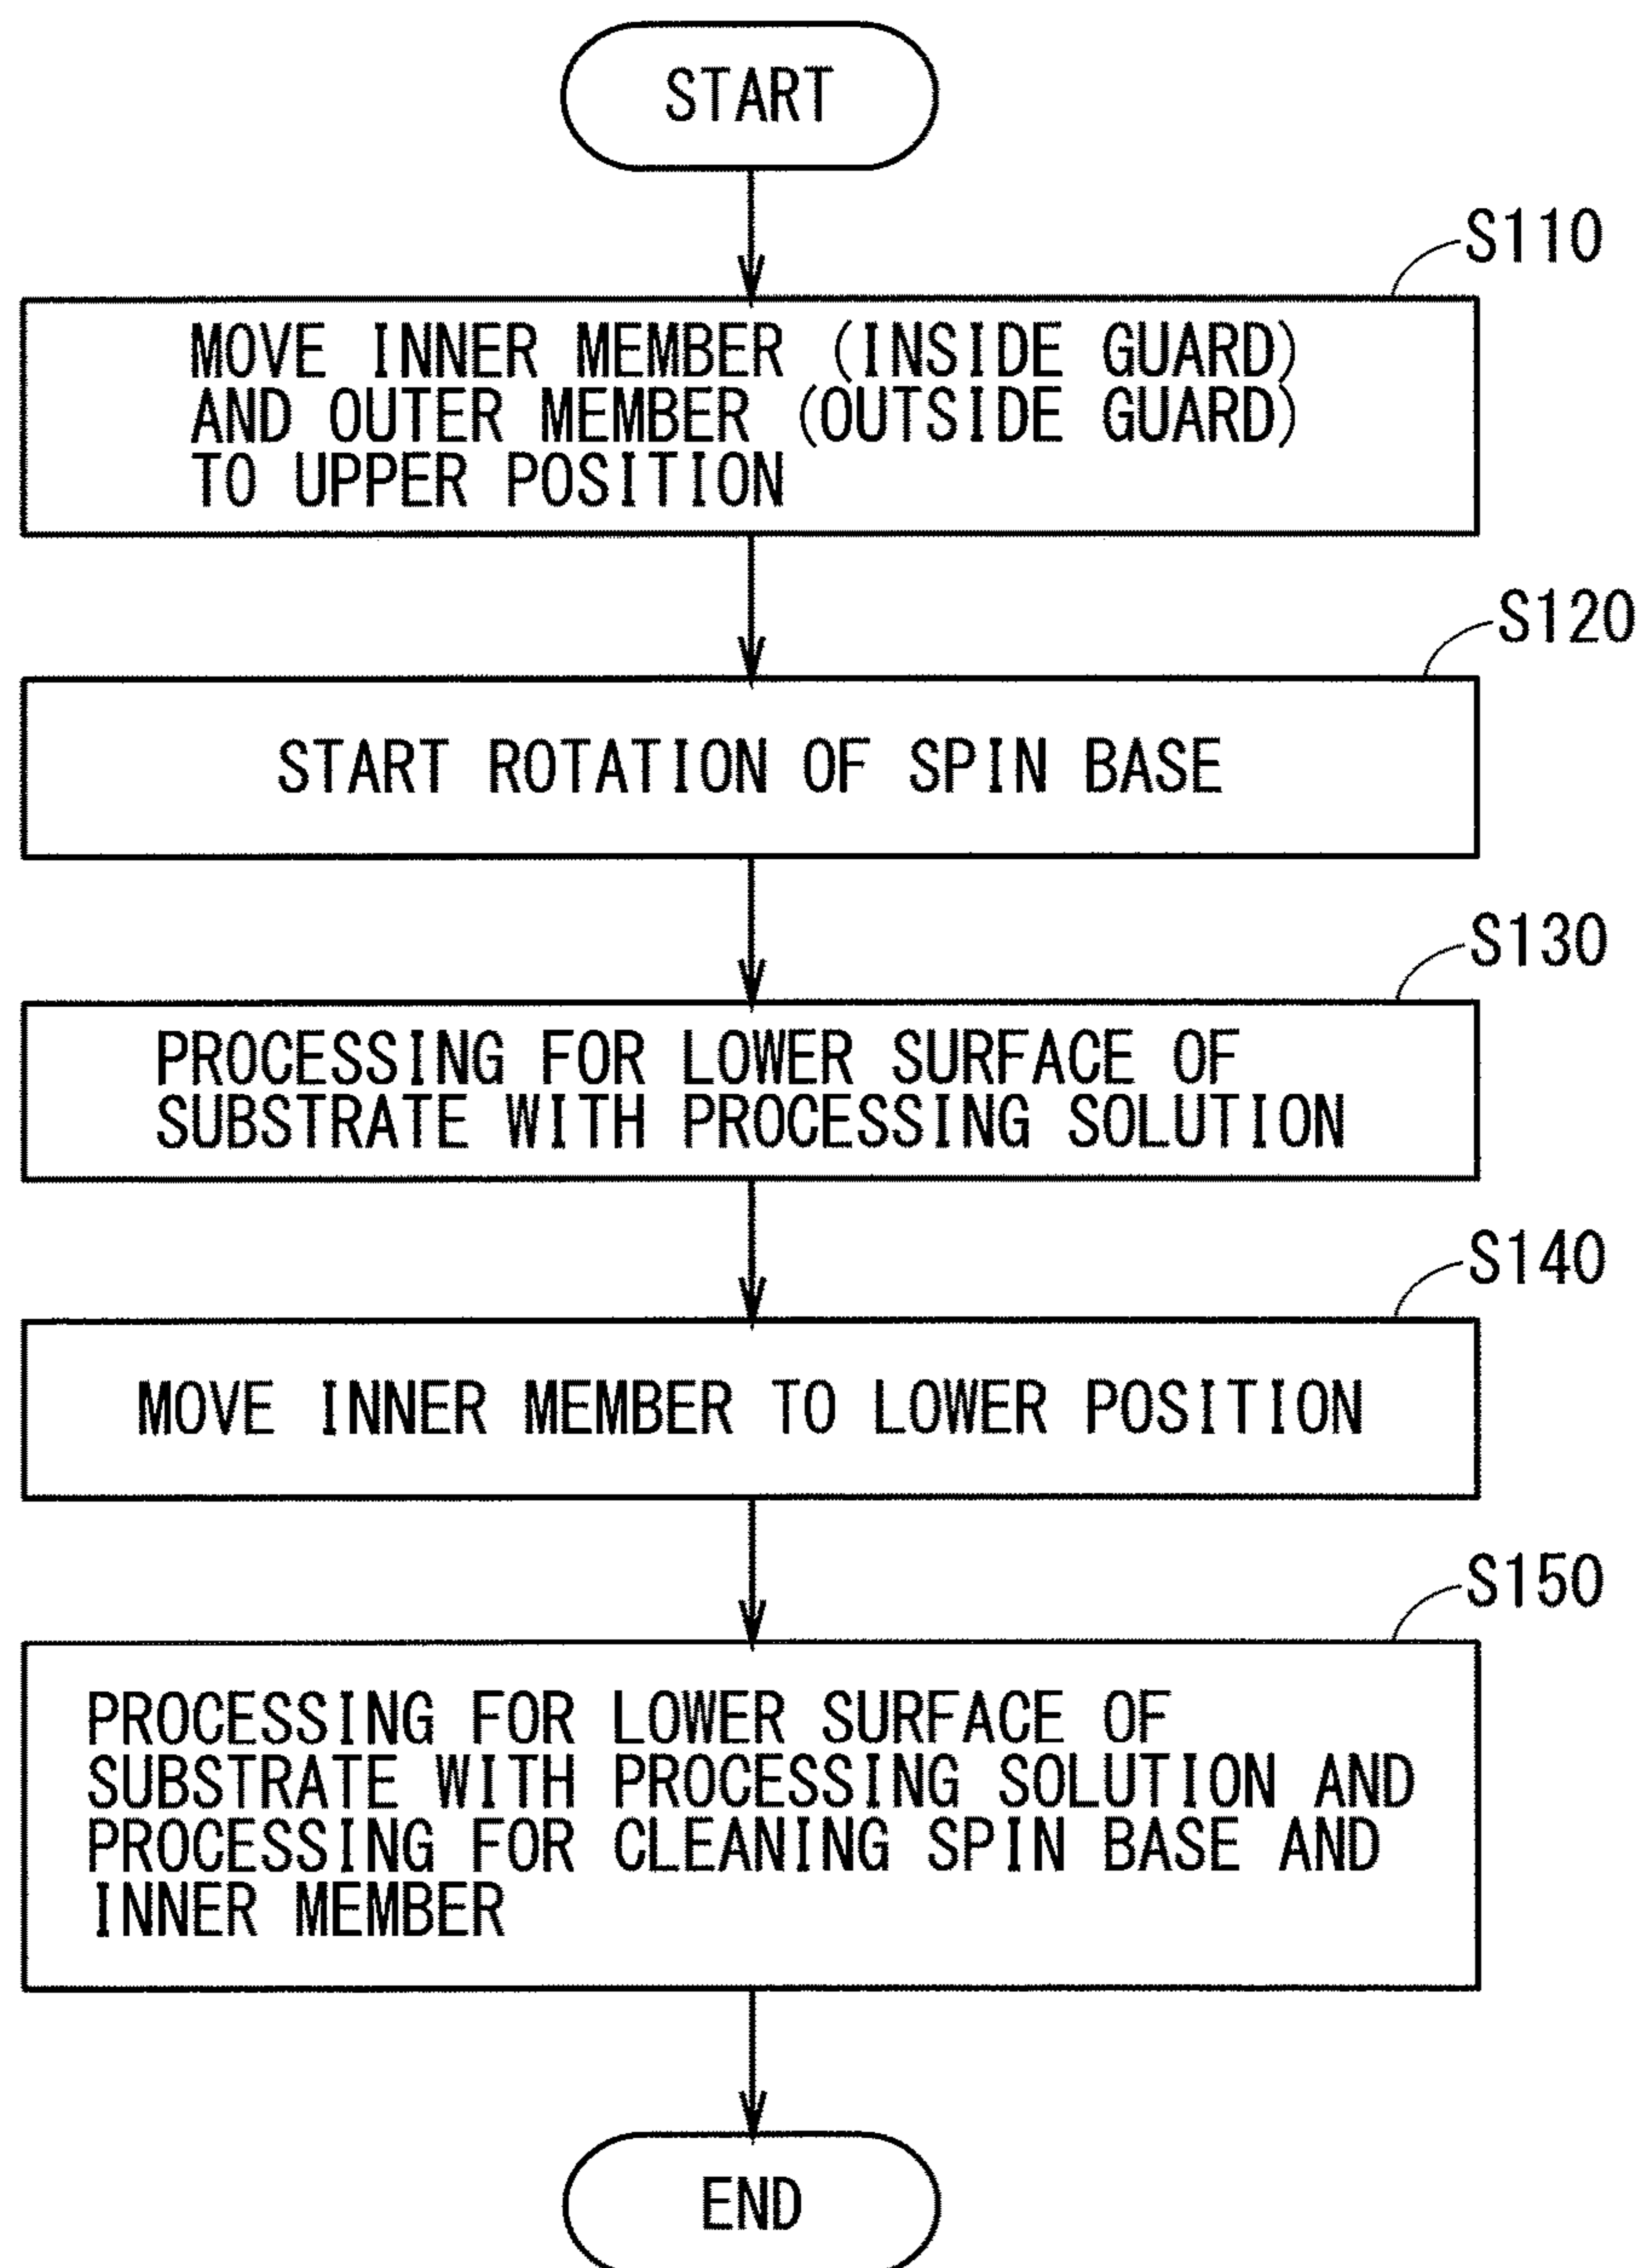 START
S110
MOVE INNER MEMBER (INSIDE GUARD)
AND OUTER MEMBER (OUTSIDE GUARD)
TO UPPER POSITION
S120
START ROTATION OF SPIN BASE
S130
PROCESSING FOR LOWER SURFACE OF
SUBSTRATE WITH PROCESSING SOLUTION
S140
MOVE INNER MEMBER TO LOWER POSITION
S150
PROCESSING FOR LOWER SURFACE OF
SUBSTRATE WITH PROCESSING SOLUTION AND
PROCESSING FOR CLEANING SPIN BASE AND
INNER MEMBER
END